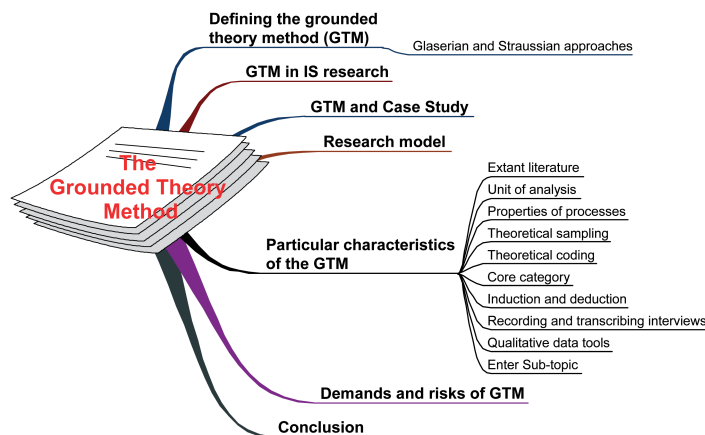 Defining the grounded
theory method (GTM)
Glaserian and Straussian approaches
GTM in IS research
GTM and Case Study
Research model
The
Grounded Theory
Method
Particular characteristics
of the GTM
Extant literature
Unit of analysis
Properties of processes
Theoretical sampling
Theoretical coding
Core category
Induction and deduction
Recording and transcribing interviews
Qualitative data tools
Enter Sub-topic
Demands and risks of GTM
Conclusion